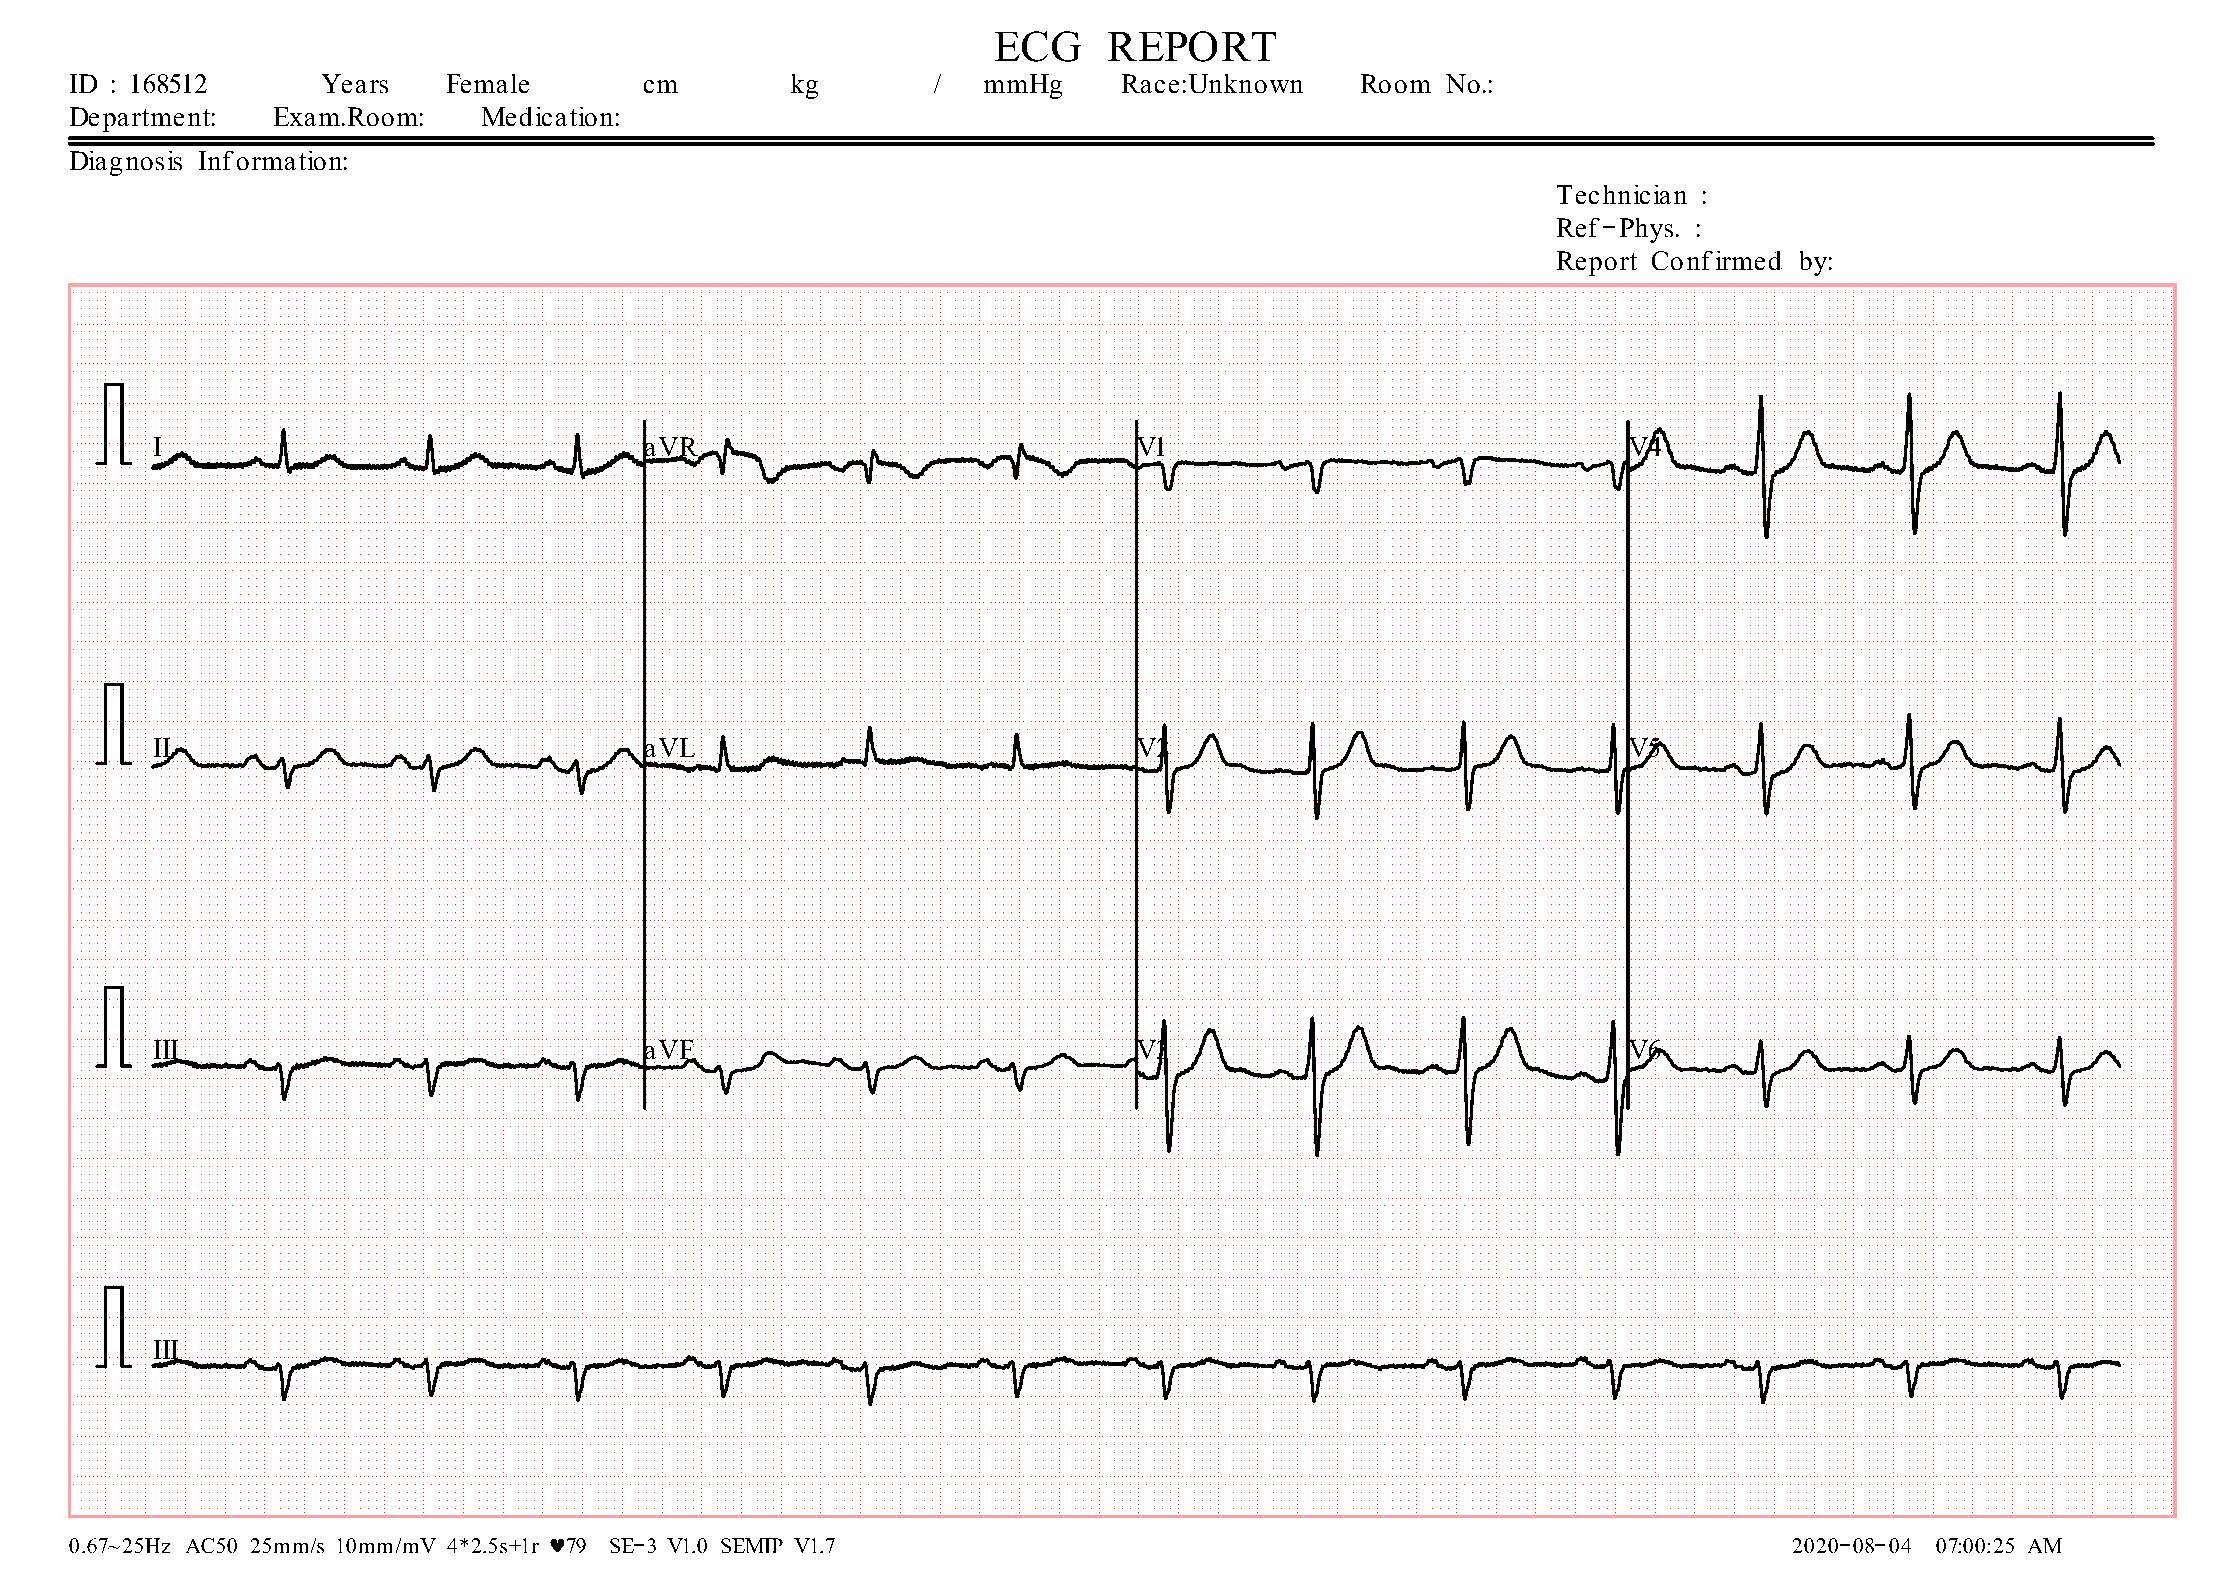 ECG REPORT
ID : 168512 Years Female cm kg / mmHg Race:Unknown Room No.:
Department: Exam.Room: Medication:
Diagnosis Information:
Technician :
Ref-Phys. :
Report Confirmed by:
I aVR V1 V4
II aVL V2 V5
III aVF V3 V6
III
0.67~25Hz AC50 25mm/s 10mm/mV 4*2.5s+1r ♥79 SE-3 V1.0 SEMIP V1.7 2020-08-04 07:00:25 AM